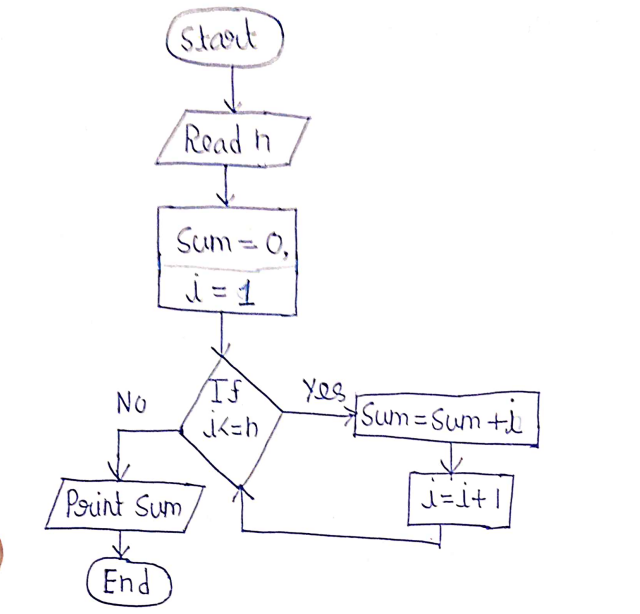 Start
Read n
Sum = 0,
i = 1
If
i<=n
Yes
No
Sum = Sum + i
i = i + 1
Print Sum
End